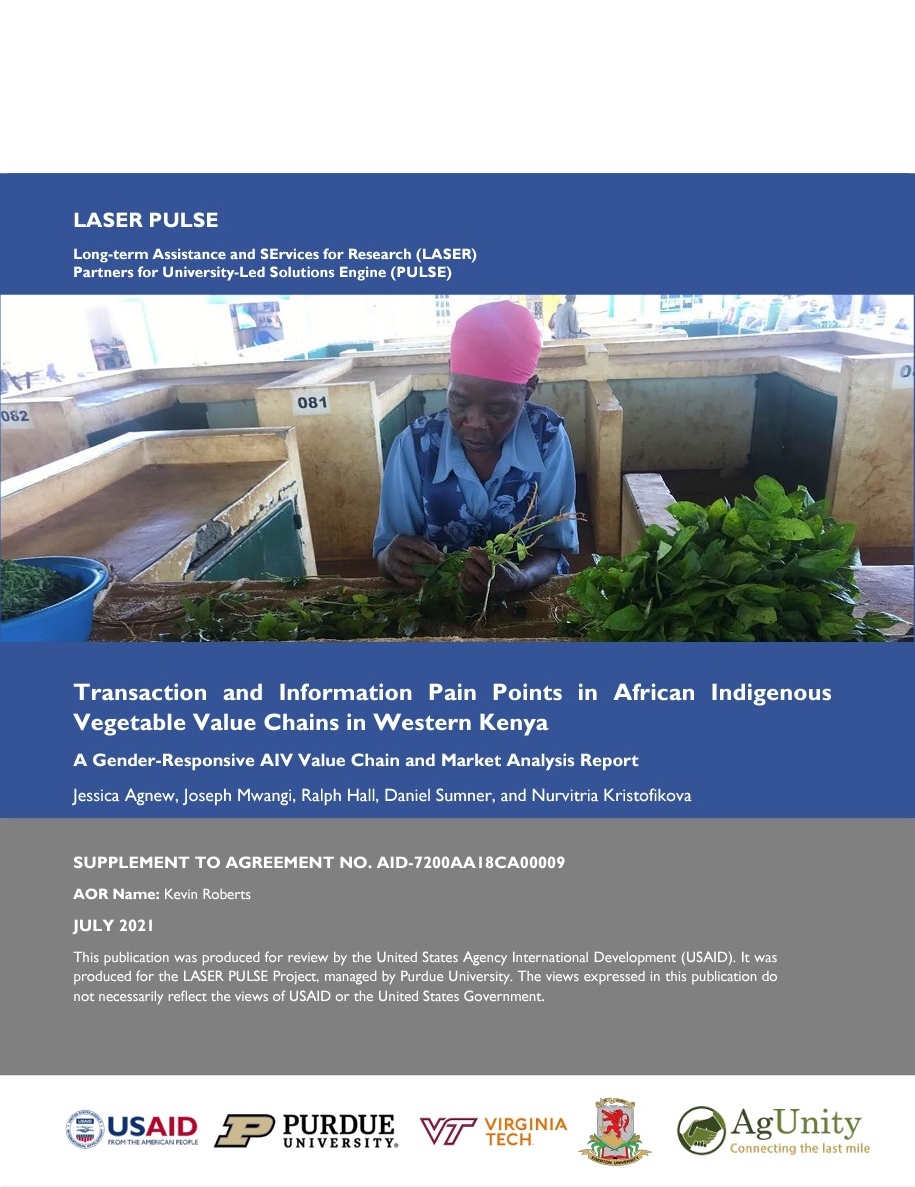 LASER PULSE
Long-term Assistance and SErvices for Research (LASER)
Partners for University-Led Solutions Engine (PULSE)
082
081
Transaction and Information Pain Points in African Indigenous
Vegetable Value Chains in Western Kenya
A Gender-Responsive AIV Value Chain and Market Analysis Report
Jessica Agnew, Joseph Mwangi, Ralph Hall, Daniel Sumner, and Nurvitria Kristofikova
SUPPLEMENT TO AGREEMENT NO. AID-7200AA18CA00009
AOR Name: Kevin Roberts
JULY 2021
This publication was produced for review by the United States Agency International Development (USAID). It was
produced for the LASER PULSE Project, managed by Purdue University. The views expressed in this publication do
not necessarily reflect the views of USAID or the United States Government.
USAID
FROM THE AMERICAN PEOPLE
PURDUE
UNIVERSITY®
VT VIRGINIA
TECH
EGERTON UNIVERSITY
AgUnity
Connecting the last mile